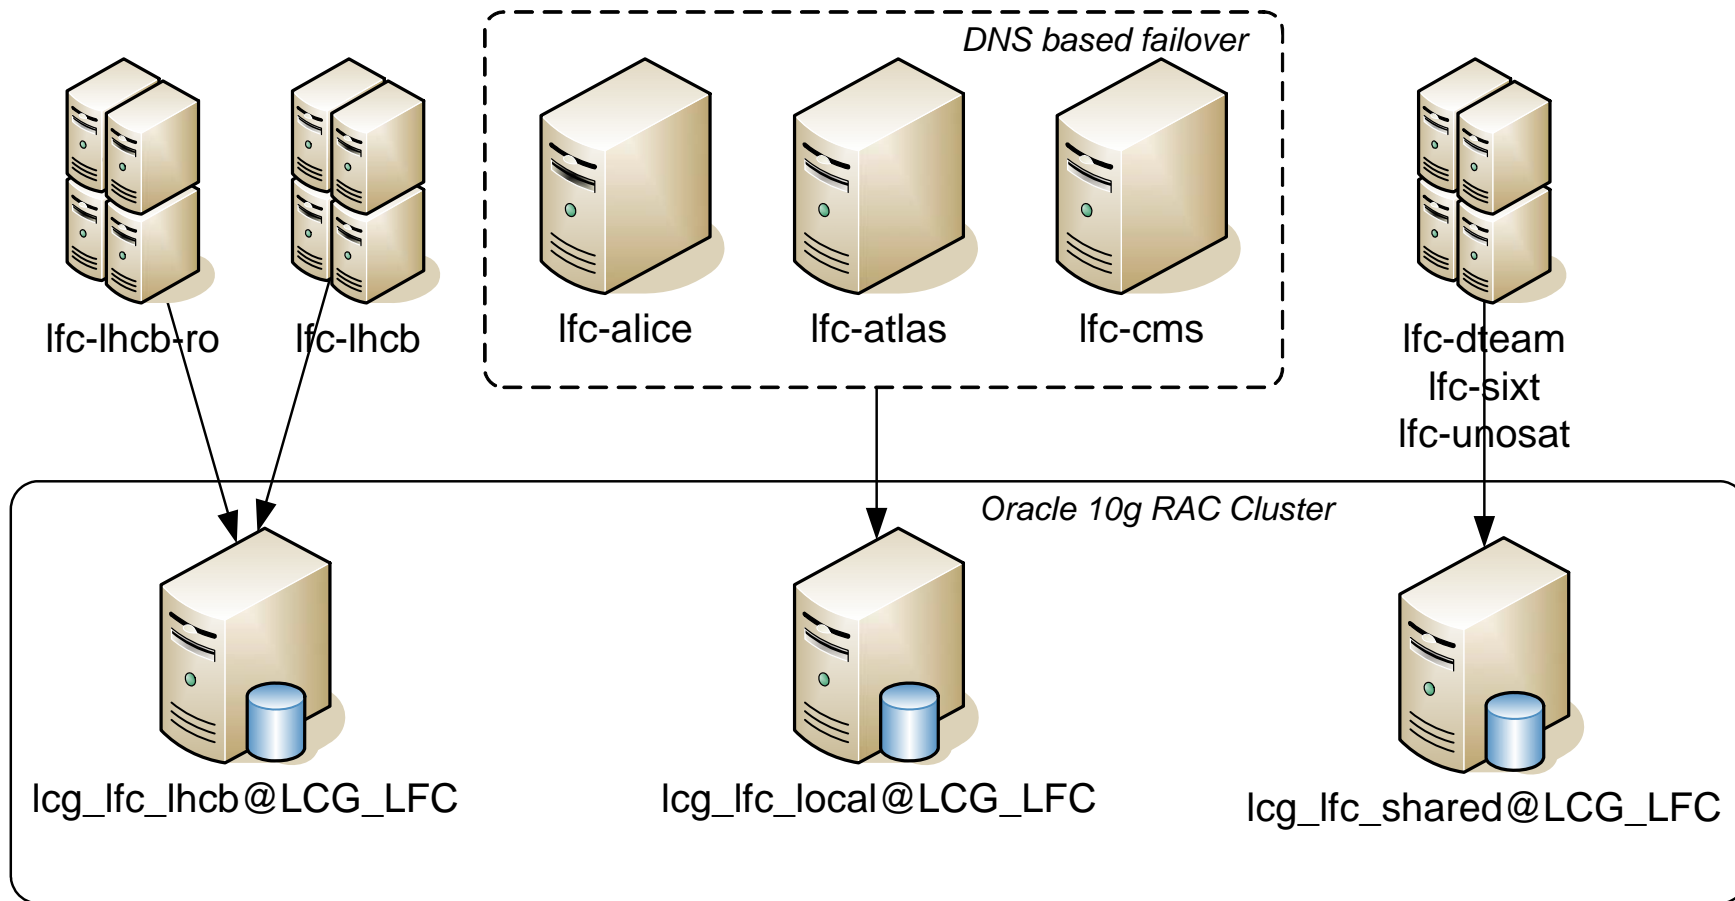 DNS based failover
lfc-lhcb-ro
lfc-lhcb
lfc-alice
lfc-atlas
lfc-cms
lfc-dteam
lfc-sixt
lfc-unosat
Oracle 10g RAC Cluster
lcg_lfc_lhcb@LCG_LFC
lcg_lfc_local@LCG_LFC
lcg_lfc_shared@LCG_LFC